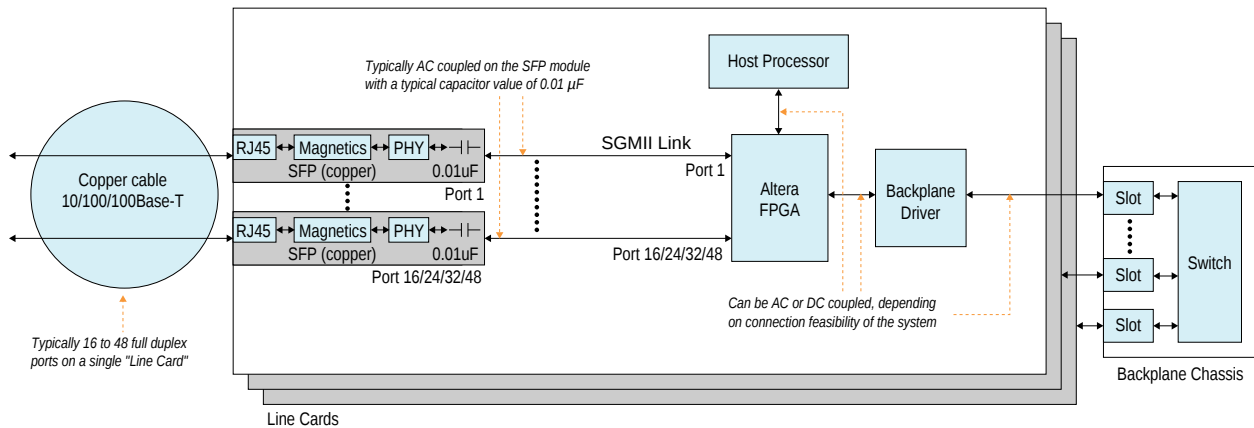 Typically AC coupled on the SFP module
with a typical capacitor value of 0.01 µF
Host Processor
RJ45
Magnetics
PHY
SFP (copper)
0.01uF
Port 1
SGMII Link
Port 1
Copper cable
10/100/100Base-T
RJ45
Magnetics
PHY
SFP (copper)
0.01uF
Port 16/24/32/48
Port 16/24/32/48
Altera
FPGA
Backplane
Driver
Slot
Slot
Slot
Switch
Can be AC or DC coupled, depending
on connection feasibility of the system
Typically 16 to 48 full duplex
ports on a single "Line Card"
Backplane Chassis
Line Cards